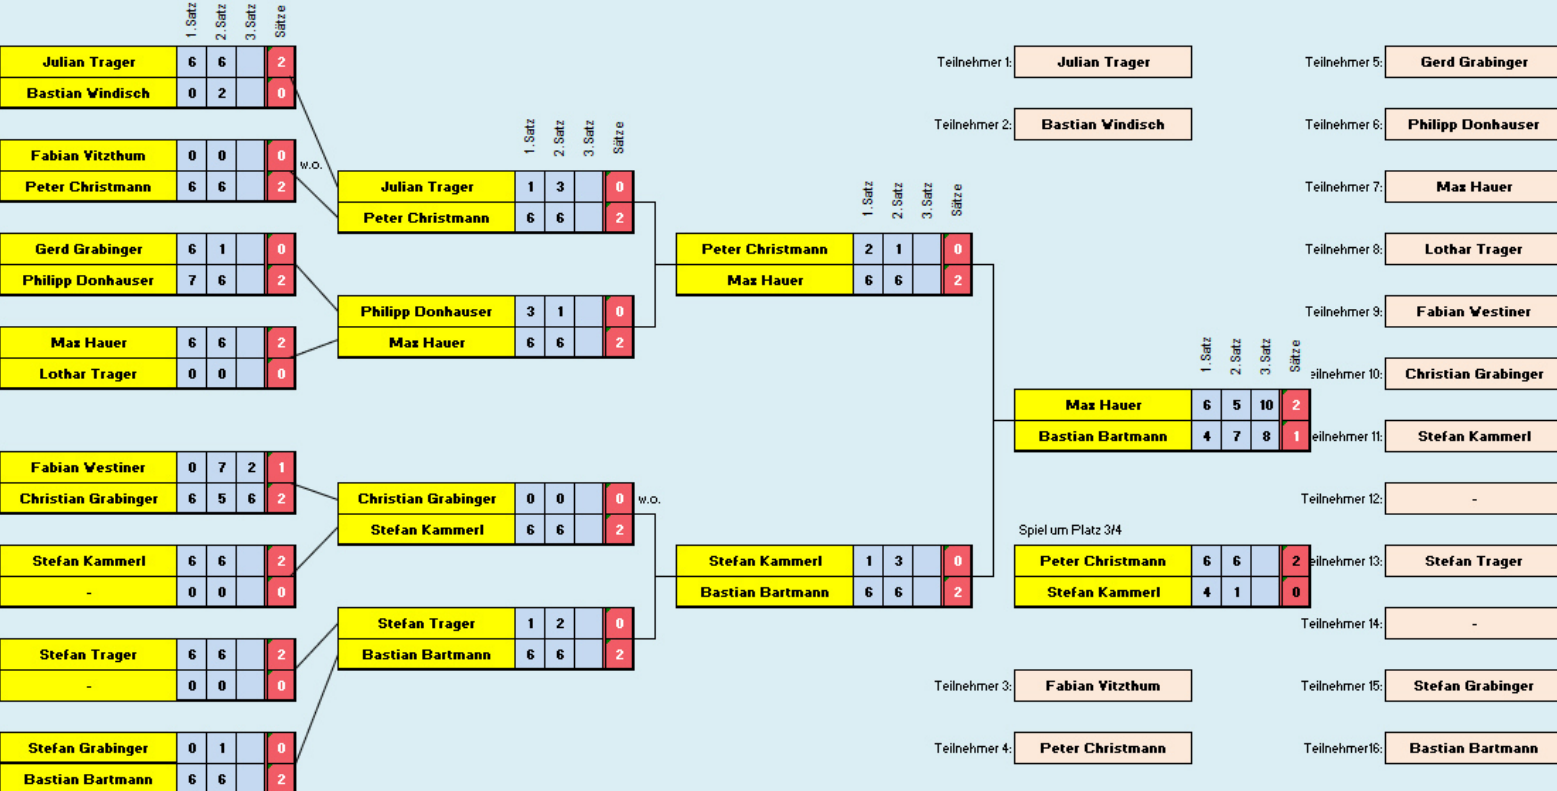 1.Satz 2.Satz 3.Satz Sätze
Julian Trager 6 6 2
Bastian Windisch 0 2 0
Fabian Vitzthum 0 0 0 w.o.
Peter Christmann 6 6 2
Gerd Grabinger 6 1 0
Philipp Donhauser 7 6 2
Max Hauer 6 6 2
Lothar Trager 0 0 0
Fabian Westiner 0 7 2 1
Christian Grabinger 6 5 6 2
Stefan Kammerl 6 6 2
- 0 0 0
Stefan Trager 6 6 2
- 0 0 0
Stefan Grabinger 0 1 0
Bastian Bartmann 6 6 2
1.Satz 2.Satz 3.Satz Sätze
Julian Trager 1 3 0
Peter Christmann 6 6 2
Philipp Donhauser 3 1 0
Max Hauer 6 6 2
Christian Grabinger 0 0 0 w.o.
Stefan Kammerl 6 6 2
Stefan Trager 1 2 0
Bastian Bartmann 6 6 2
1.Satz 2.Satz 3.Satz Sätze
Peter Christmann 2 1 0
Max Hauer 6 6 2
Stefan Kammerl 1 3 0
Bastian Bartmann 6 6 2
1.Satz 2.Satz 3.Satz Sätze
Max Hauer 6 5 10 2
Bastian Bartmann 4 7 8 1
Spiel um Platz 3/4
Peter Christmann 6 6 2
Stefan Kammerl 4 1 0
Teilnehmer 1: Julian Trager
Teilnehmer 2: Bastian Windisch
Teilnehmer 3: Fabian Vitzthum
Teilnehmer 4: Peter Christmann
Teilnehmer 5: Gerd Grabinger
Teilnehmer 6: Philipp Donhauser
Teilnehmer 7: Max Hauer
Teilnehmer 8: Lothar Trager
Teilnehmer 9: Fabian Westiner
eilnehmer 10: Christian Grabinger
eilnehmer 11: Stefan Kammerl
Teilnehmer 12: -
eilnehmer 13: Stefan Trager
Teilnehmer 14: -
Teilnehmer 15: Stefan Grabinger
Teilnehmer16: Bastian Bartmann